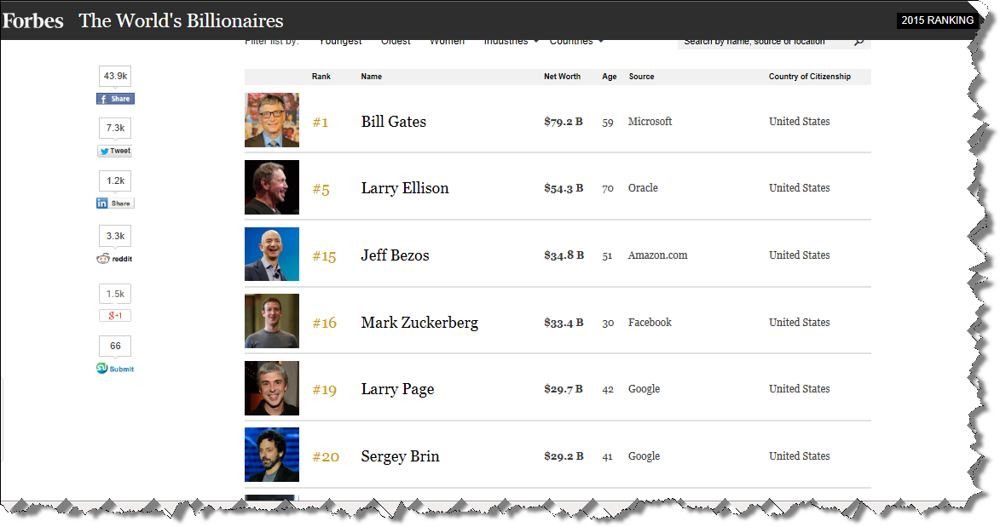 Forbes The World's Billionaires 2015 RANKING
Filter list by: Youngest Oldest Women Industries Countries Search by name, source or location
43.9k
f Share
7.3k
Tweet
1.2k
in Share
3.3k
reddit
1.5k
g+1
66
Submit
Rank Name Net Worth Age Source Country of Citizenship
#1 Bill Gates $79.2 B 59 Microsoft United States
#5 Larry Ellison $54.3 B 70 Oracle United States
#15 Jeff Bezos $34.8 B 51 Amazon.com United States
#16 Mark Zuckerberg $33.4 B 30 Facebook United States
#19 Larry Page $29.7 B 42 Google United States
#20 Sergey Brin $29.2 B 41 Google United States